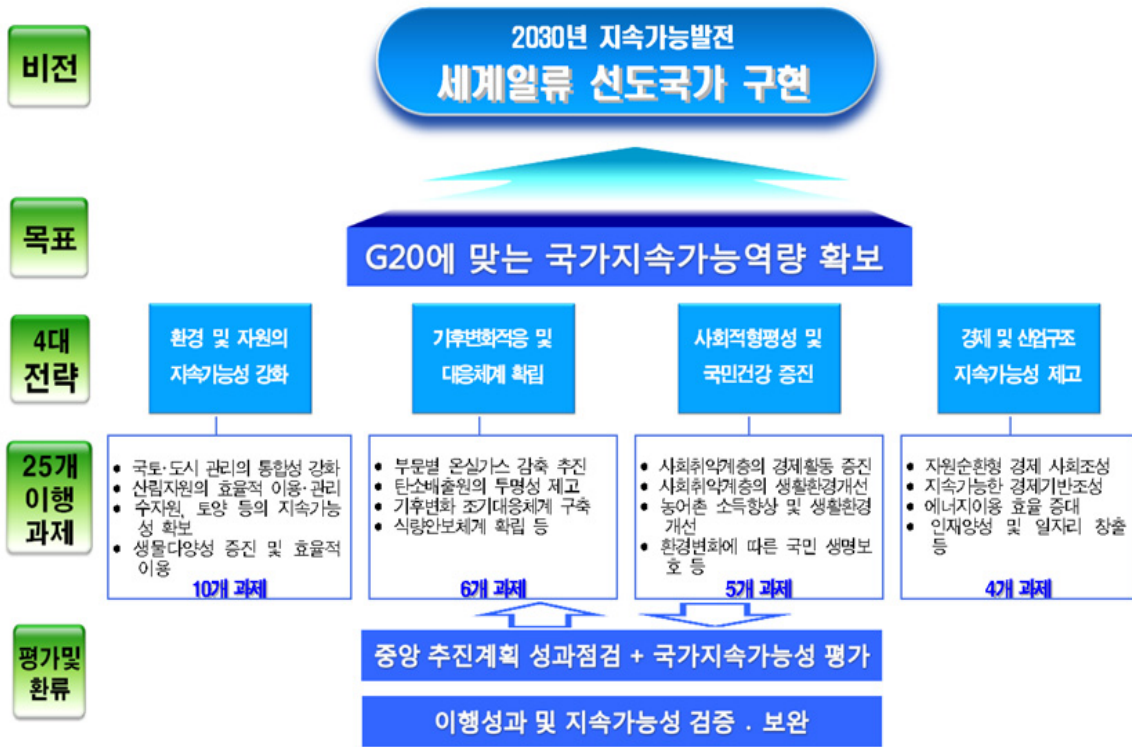 비전
2030년 지속가능발전
세계일류 선도국가 구현
목표
G20에 맞는 국가지속가능역량 확보
4대
전략
환경 및 자원의
지속가능성 강화
기후변화적응 및
대응체계 확립
사회적형평성 및
국민건강 증진
경제 및 산업구조
지속가능성 제고
25개
이행
과제
• 국토·도시 관리의 통합성 강화
• 산림자원의 효율적 이용·관리
• 수자원, 토양 등의 지속가능
성 확보
• 생물다양성 증진 및 효율적
이용
10개 과제
• 부문별 온실가스 감축 추진
• 탄소배출원의 투명성 제고
• 기후변화 조기대응체계 구축
• 식량안보체계 확립 등
6개 과제
• 사회취약계층의 경제활동 증진
• 사회취약계층의 생활환경개선
• 농어촌 소득향상 및 생활환경
개선
• 환경변화에 따른 국민 생명보
호 등
5개 과제
• 자원순환형 경제 사회조성
• 지속가능한 경제기반조성
• 에너지이용 효율 증대
• 인재양성 및 일자리 창출
등
4개 과제
평가및
환류
중앙 추진계획 성과점검 + 국가지속가능성 평가
이행성과 및 지속가능성 검증 . 보완